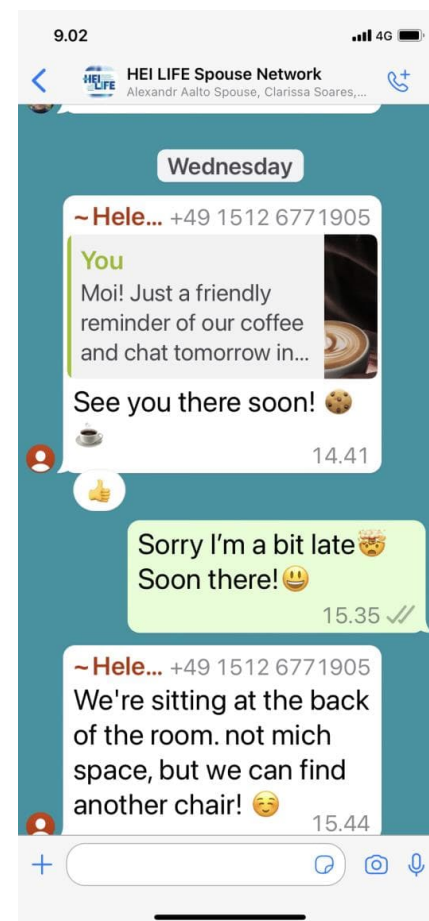 9.02
4G
HEI LIFE Spouse Network
Alexandr Aalto Spouse, Clarissa Soares,...
HEI
LIFE
Wednesday
~Hele... +49 1512 6771905
You
Moi! Just a friendly
reminder of our coffee
and chat tomorrow in...
See you there soon! 🍪
☕
14.41
👍
Sorry I'm a bit late🤯
Soon there!😃
15.35
~Hele... +49 1512 6771905
We're sitting at the back
of the room. not mich
space, but we can find
another chair! ☺️
15.44